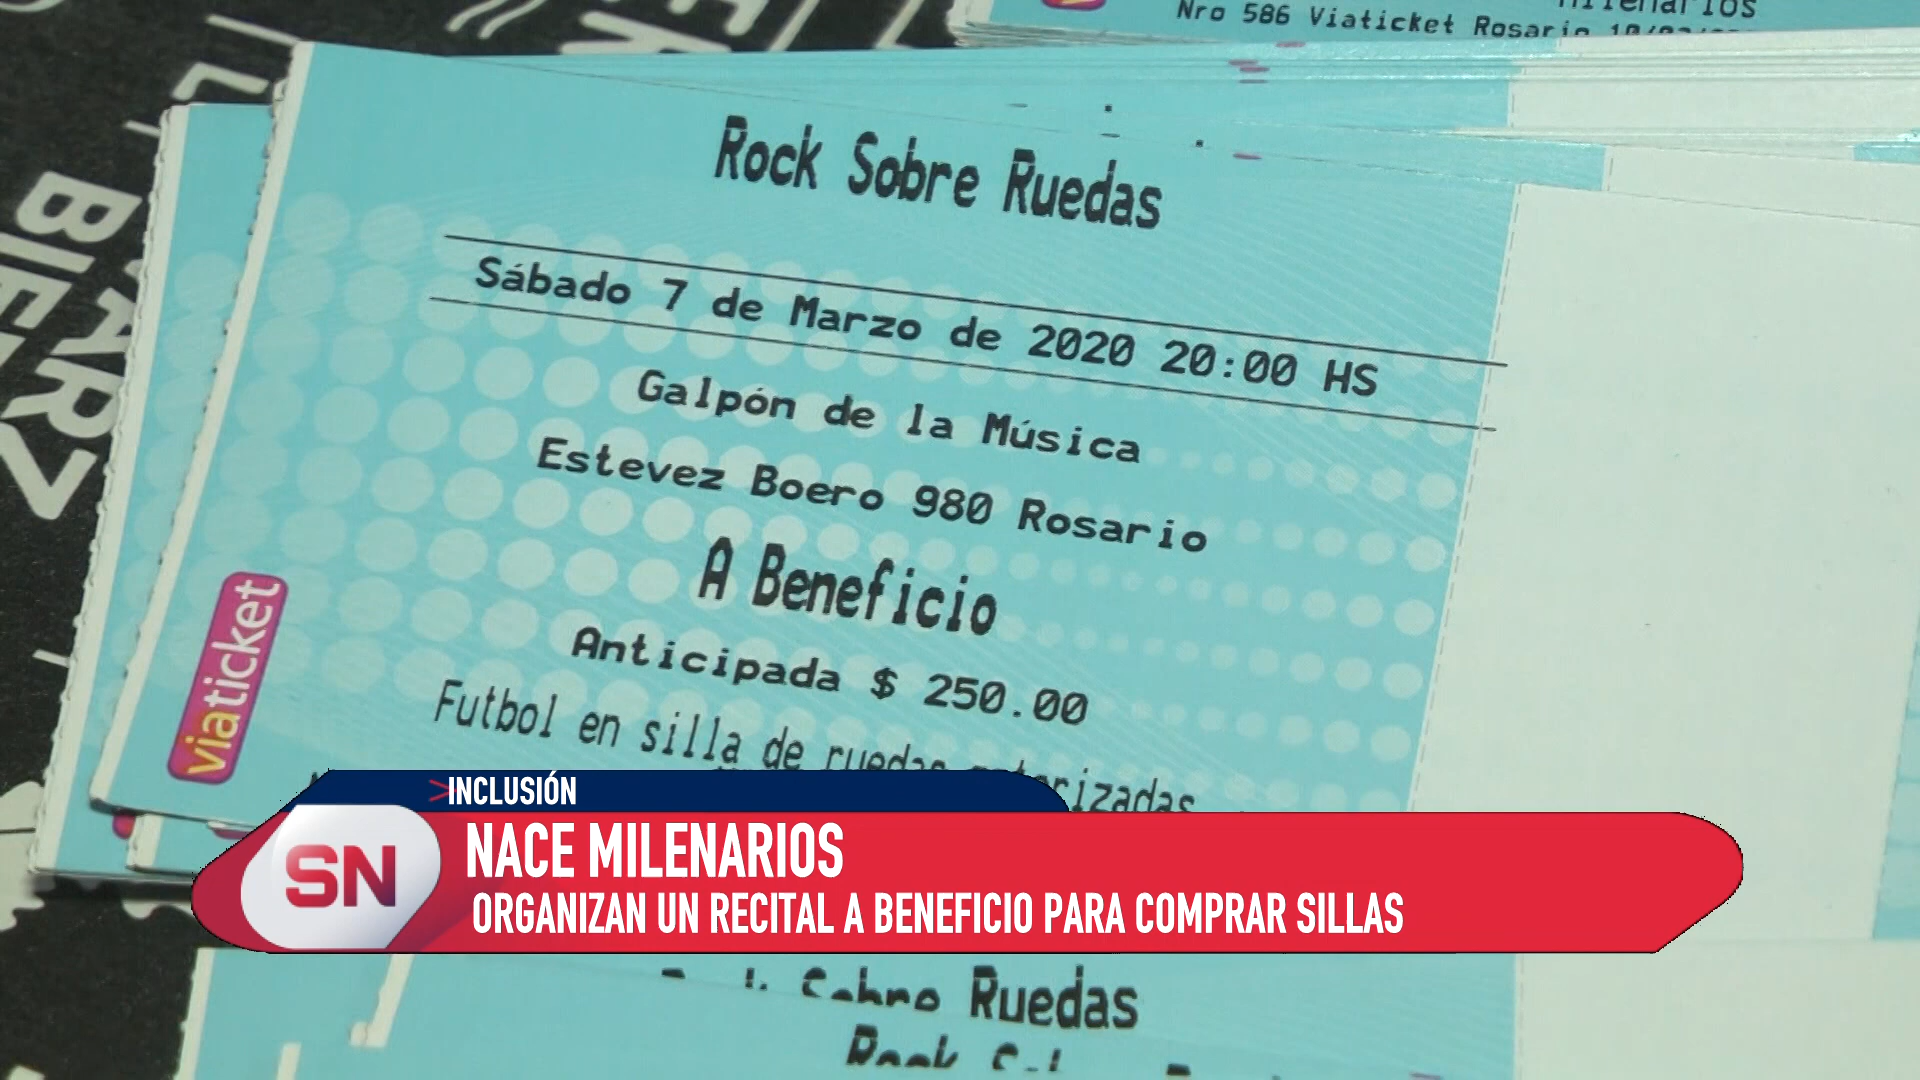 Nro 586 Viaticket Rosario
Rock Sobre Ruedas
Sábado 7 de Marzo de 2020 20:00 HS
Galpón de la Música
Estevez Boero 980 Rosario
A Beneficio
Anticipada $ 250.00
Futbol en silla de ruedas
viaticket
>INCLUSIÓN
SN
NACE MILENARIOS
ORGANIZAN UN RECITAL A BENEFICIO PARA COMPRAR SILLAS
Sobre Ruedas